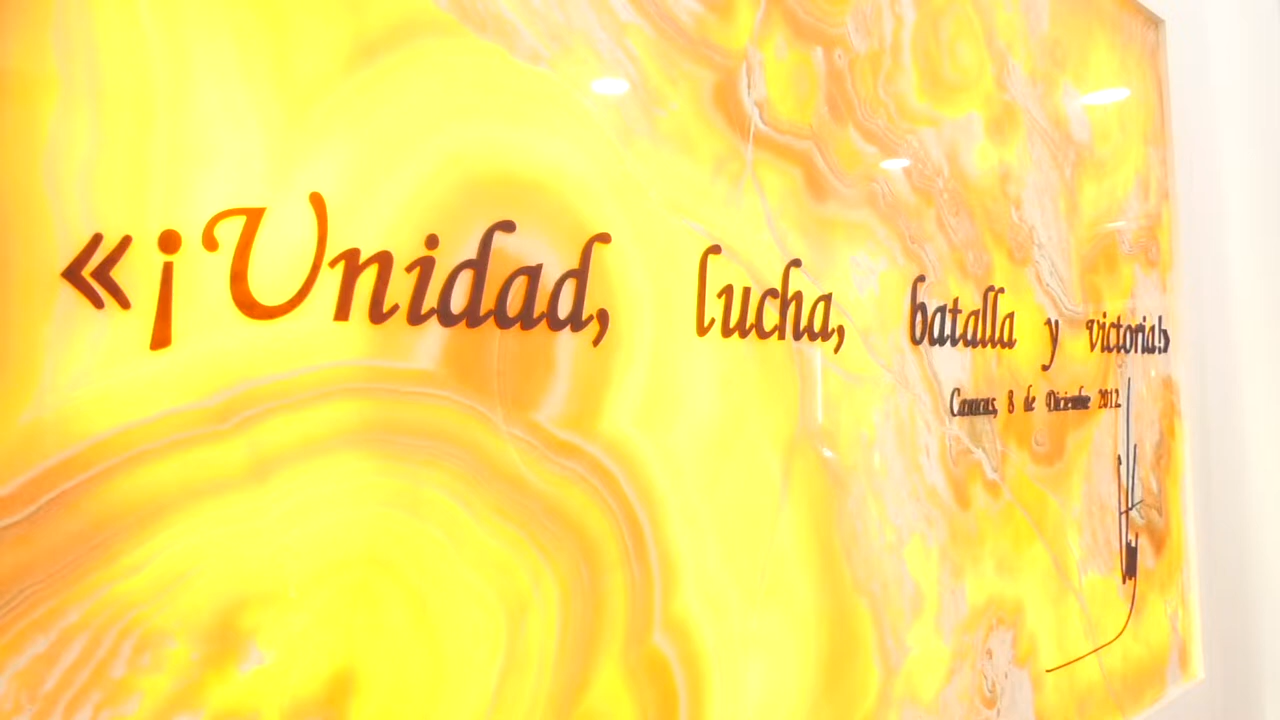 «¡Unidad, lucha, batalla y victoria!»
Caracas, 8 de Diciembre 2012.